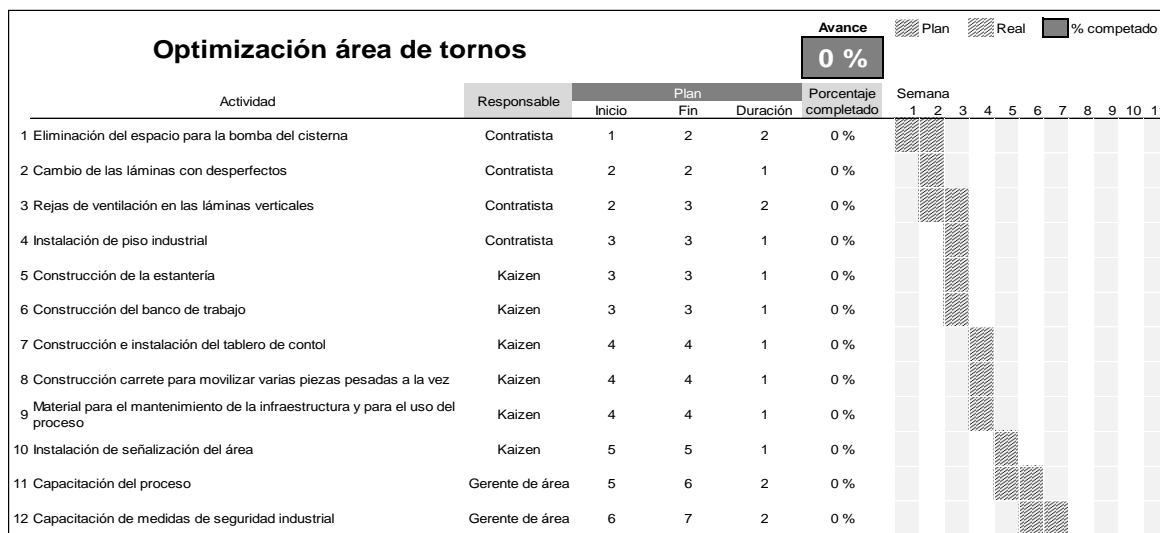 Optimización área de tornos
Avance
0 %
Plan
Real
% competado
Actividad
Responsable
Plan
Inicio Fin Duración
Porcentaje
completado
Semana
1 2 3 4 5 6 7 8 9 10 11
1 Eliminación del espacio para la bomba del cisterna Contratista 1 2 2 0 %
2 Cambio de las láminas con desperfectos Contratista 2 2 1 0 %
3 Rejas de ventilación en las láminas verticales Contratista 2 3 2 0 %
4 Instalación de piso industrial Contratista 3 3 1 0 %
5 Construcción de la estantería Kaizen 3 3 1 0 %
6 Construcción del banco de trabajo Kaizen 3 3 1 0 %
7 Construcción e instalación del tablero de contol Kaizen 4 4 1 0 %
8 Construcción carrete para movilizar varias piezas pesadas a la vez Kaizen 4 4 1 0 %
9 Material para el mantenimiento de la infraestructura y para el uso del
proceso Kaizen 4 4 1 0 %
10 Instalación de señalización del área Kaizen 5 5 1 0 %
11 Capacitación del proceso Gerente de área 5 6 2 0 %
12 Capacitación de medidas de seguridad industrial Gerente de área 6 7 2 0 %